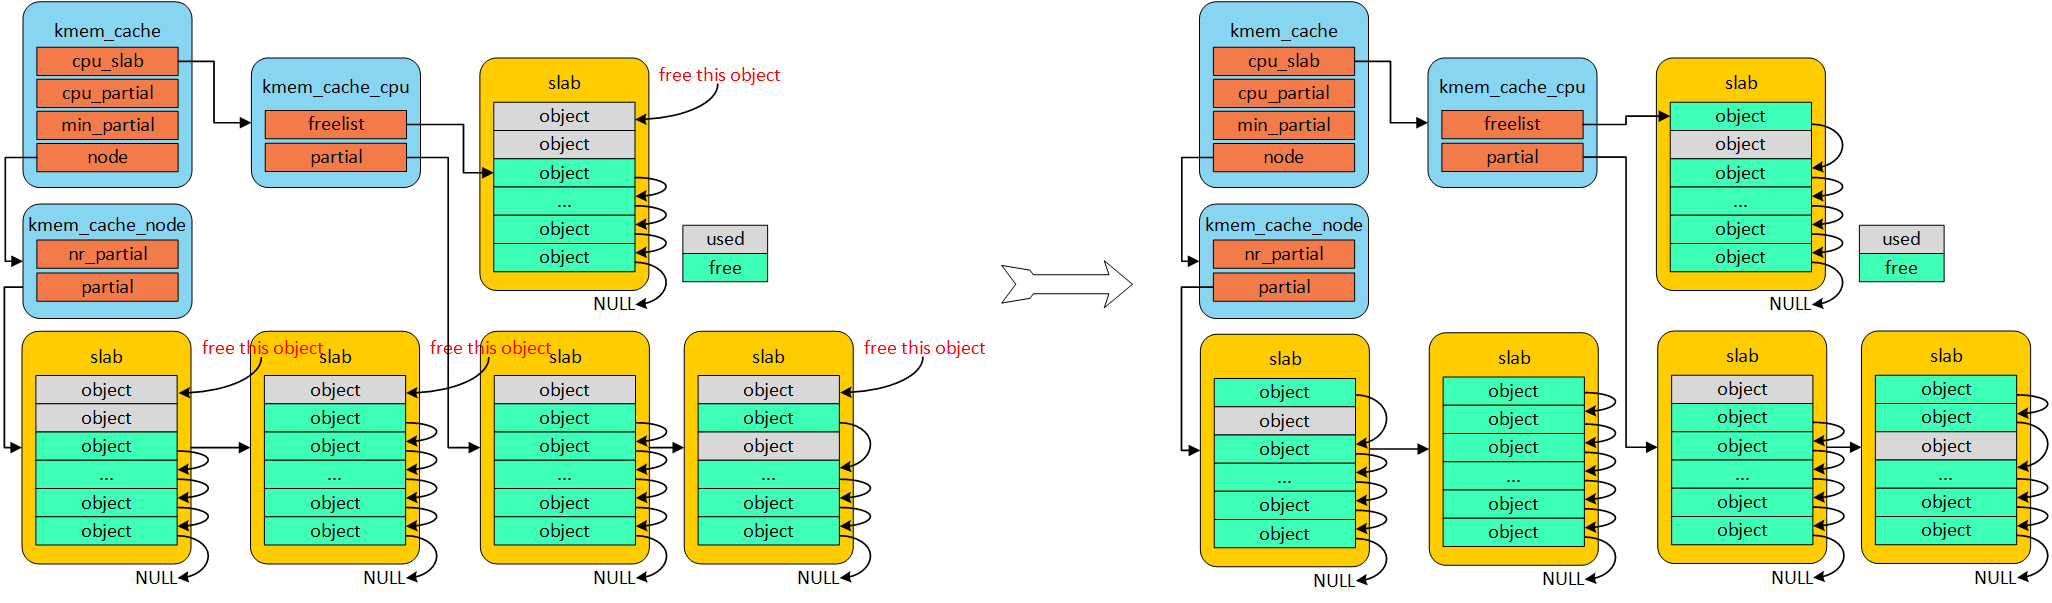 kmem_cache
cpu_slab
cpu_partial
min_partial
node
kmem_cache_cpu
freelist
partial
slab
object
object
object
...
object
object
NULL
free this object
kmem_cache_node
nr_partial
partial
used
free
slab
object
object
object
...
object
object
NULL
free this object
slab
object
object
object
...
object
object
NULL
free this object
slab
object
object
object
...
object
object
NULL
slab
object
object
object
...
object
object
NULL
free this object
kmem_cache
cpu_slab
cpu_partial
min_partial
node
kmem_cache_cpu
freelist
partial
slab
object
object
object
...
object
object
NULL
kmem_cache_node
nr_partial
partial
used
free
slab
object
object
object
...
object
object
NULL
slab
object
object
object
...
object
object
NULL
slab
object
object
object
...
object
object
NULL
slab
object
object
object
...
object
object
NULL